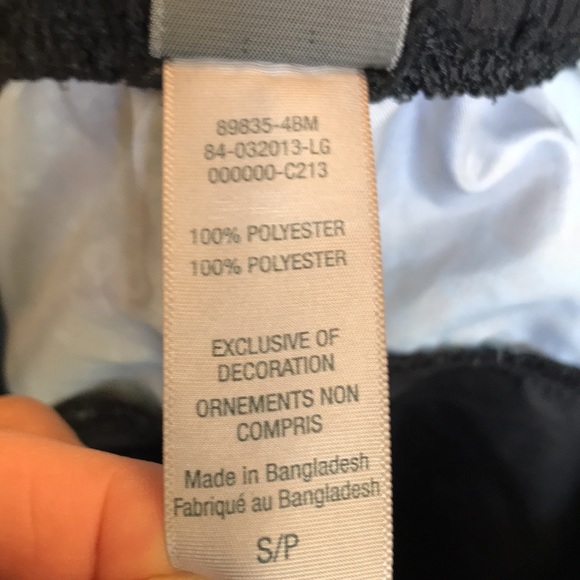 89835-4BM
84-032013-LG
000000-C213
100% POLYESTER
100% POLYESTER
EXCLUSIVE OF
DECORATION
ORNEMENTS NON
COMPRIS
Made in Bangladesh
Fabriqué au Bangladesh
S/P